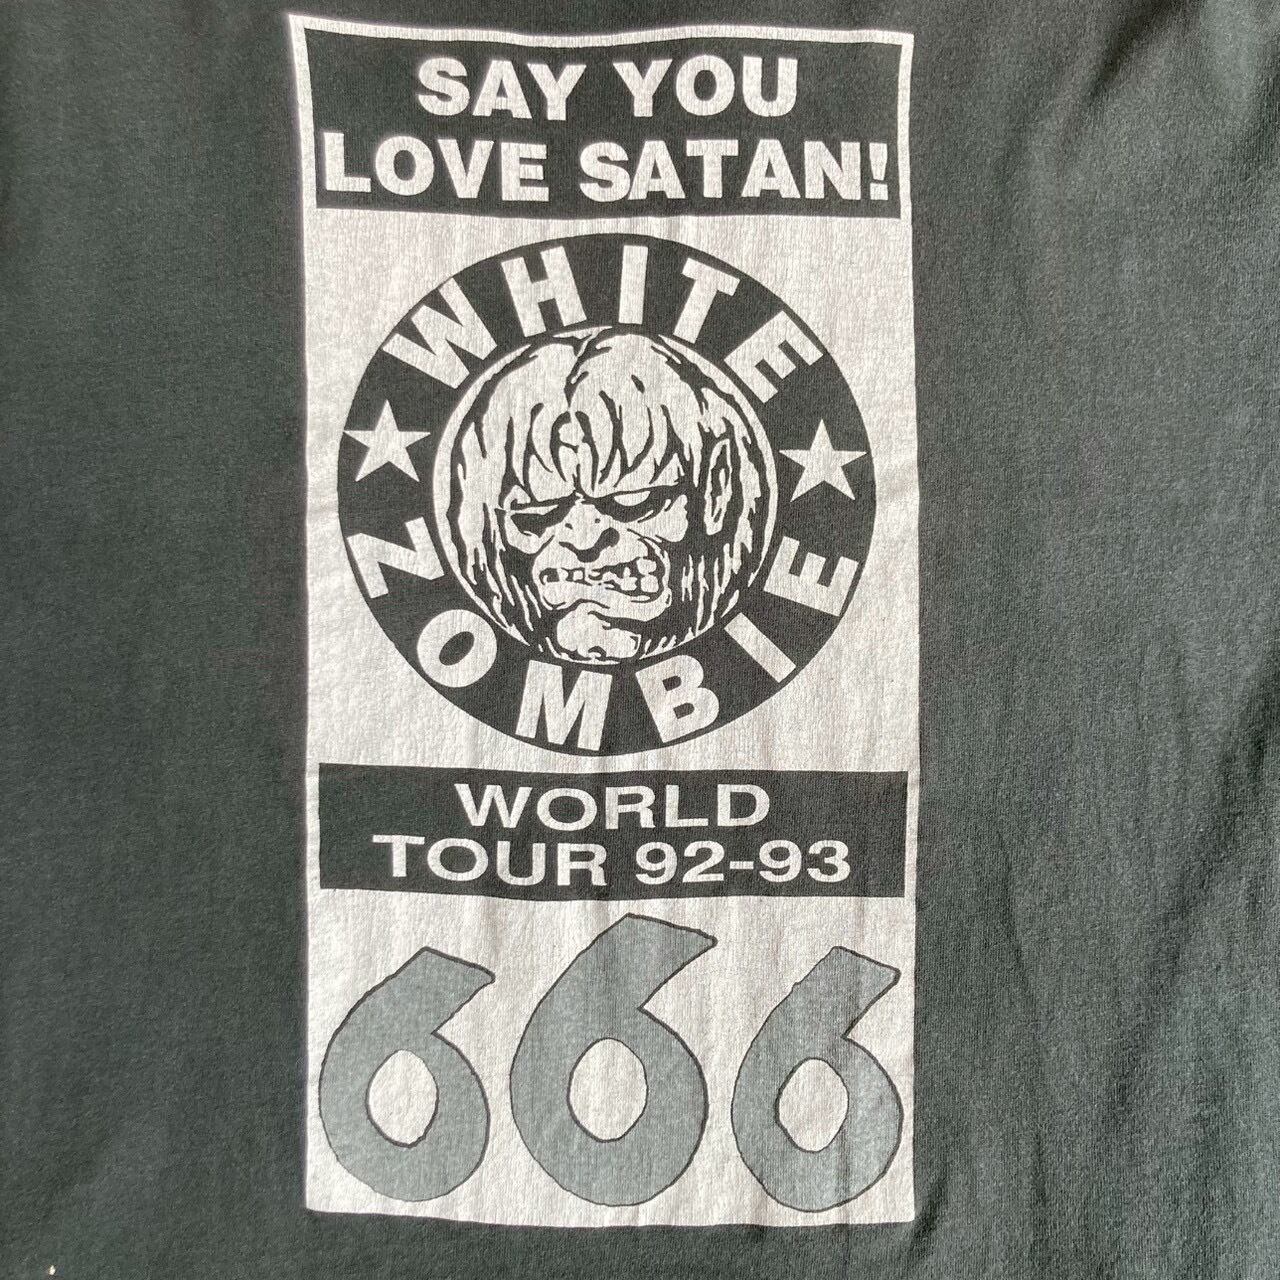 SAY YOU
LOVE SATAN!
WHITE
ZOMBIE
WORLD
TOUR 92-93
666